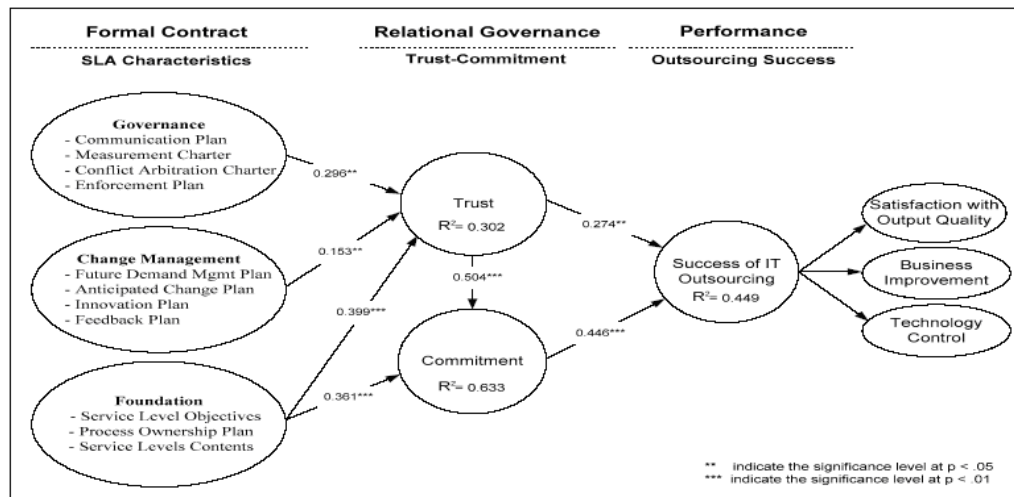 Formal Contract
SLA Characteristics
Relational Governance
Trust-Commitment
Performance
Outsourcing Success
Governance
- Communication Plan
- Measurement Charter
- Conflict Arbitration Charter
- Enforcement Plan
0.296**
Change Management
- Future Demand Mgmt Plan
- Anticipated Change Plan
- Innovation Plan
- Feedback Plan
0.153**
0.399***
Foundation
- Service Level Objectives
- Process Ownership Plan
- Service Levels Contents
0.361***
Trust
R²= 0.302
0.504***
Commitment
R²= 0.633
0.274**
0.446***
Success of IT
Outsourcing
R²= 0.449
Satisfaction with
Output Quality
Business
Improvement
Technology
Control
** indicate the significance level at p < .05
*** indicate the significance level at p < .01